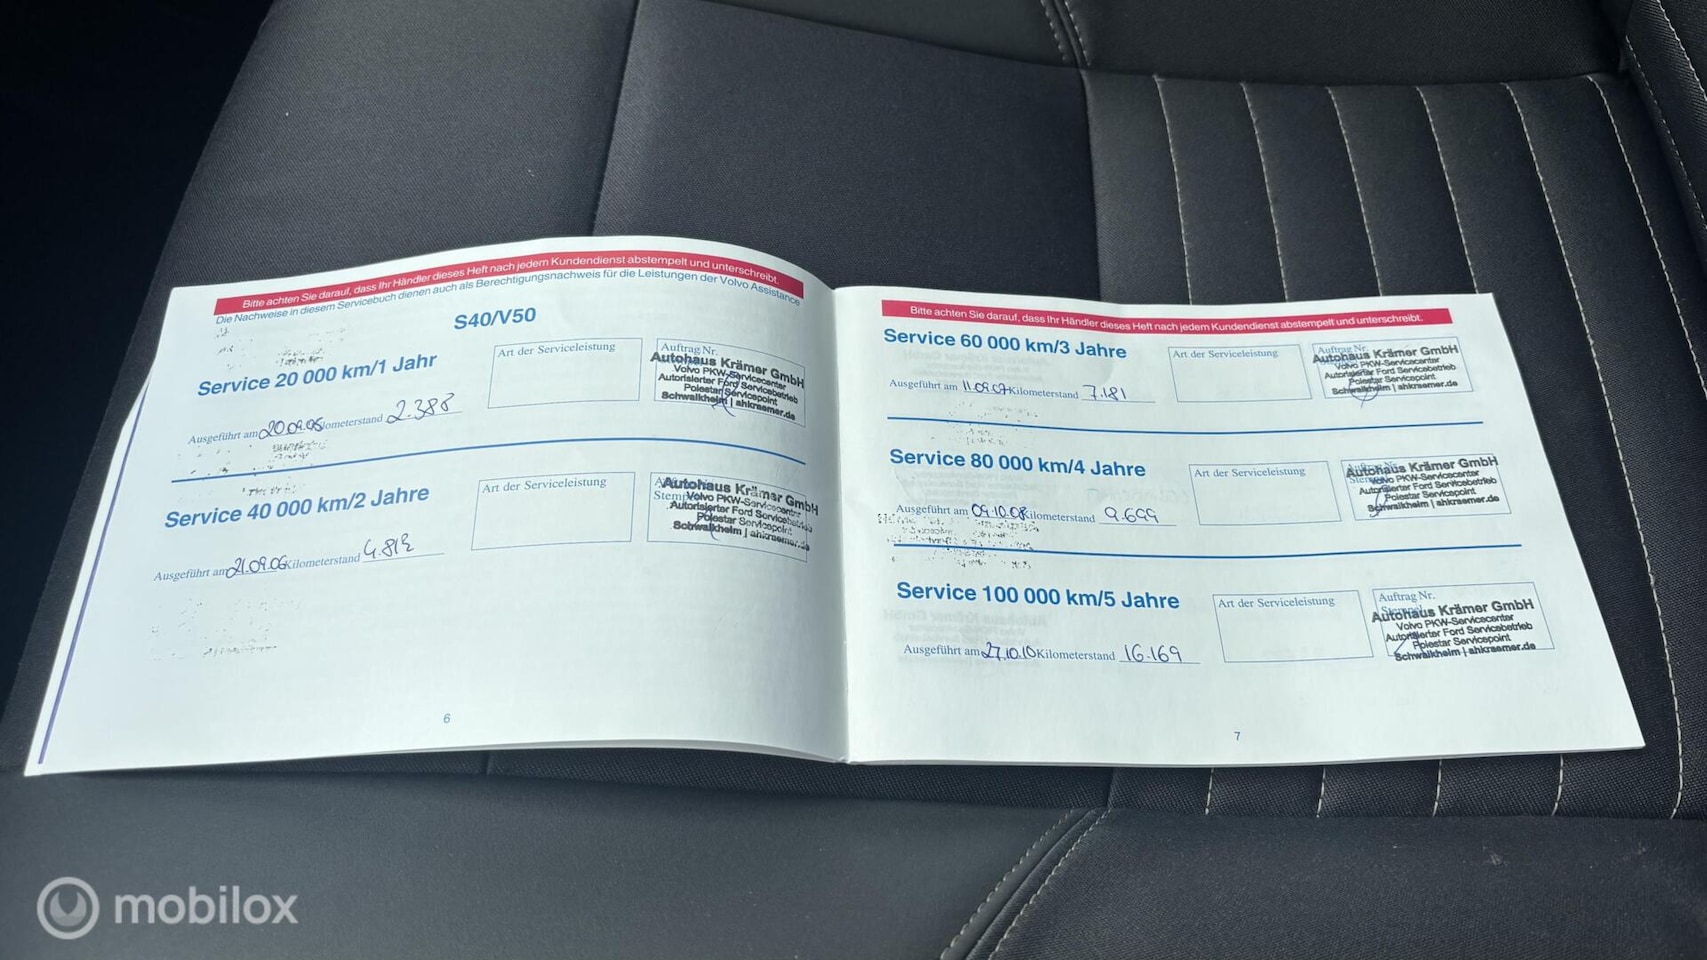 Bitte achten Sie darauf, dass Ihr Händler dieses Heft nach jedem Kundendienst abstempelt und unterschreibt.
Die Nachweise in diesem Servicebuch dienen auch als Berechtigungsnachweis für die Leistungen der Volvo Assistance
S40/V50
Service 20 000 km/1 Jahr
Art der Serviceleistung
Auftrag Nr.
Autohaus Krämer GmbH
Volvo PKW-Servicecenter
Autorisierter Ford Servicebetrieb
Polestar Servicepoint
Schwaikheim | ahkraemer.de
Ausgeführt am 20.09.05 Kilometerstand 2.388
Service 40 000 km/2 Jahre
Art der Serviceleistung
Autohaus Krämer GmbH
Volvo PKW-Servicecenter
Autorisierter Ford Servicebetrieb
Polestar Servicepoint
Schwaikheim | ahkraemer.de
Ausgeführt am 21.09.06 Kilometerstand 4.813
6
Bitte achten Sie darauf, dass Ihr Händler dieses Heft nach jedem Kundendienst abstempelt und unterschreibt.
Service 60 000 km/3 Jahre
Art der Serviceleistung
Auftrag Nr.
Autohaus Krämer GmbH
Volvo PKW-Servicecenter
Autorisierter Ford Servicebetrieb
Polestar Servicepoint
Schwaikheim | ahkraemer.de
Ausgeführt am 11.09.07 Kilometerstand 7.181
Service 80 000 km/4 Jahre
Art der Serviceleistung
Autohaus Krämer GmbH
Volvo PKW-Servicecenter
Autorisierter Ford Servicebetrieb
Polestar Servicepoint
Schwaikheim | ahkraemer.de
Ausgeführt am 09.10.08 Kilometerstand 9.699
Service 100 000 km/5 Jahre
Art der Serviceleistung
Auftrag Nr.
Stempel
Autohaus Krämer GmbH
Volvo PKW-Servicecenter
Autorisierter Ford Servicebetrieb
Polestar Servicepoint
Schwaikheim | ahkraemer.de
Ausgeführt am 27.10.10 Kilometerstand 16.169
7
mobilox